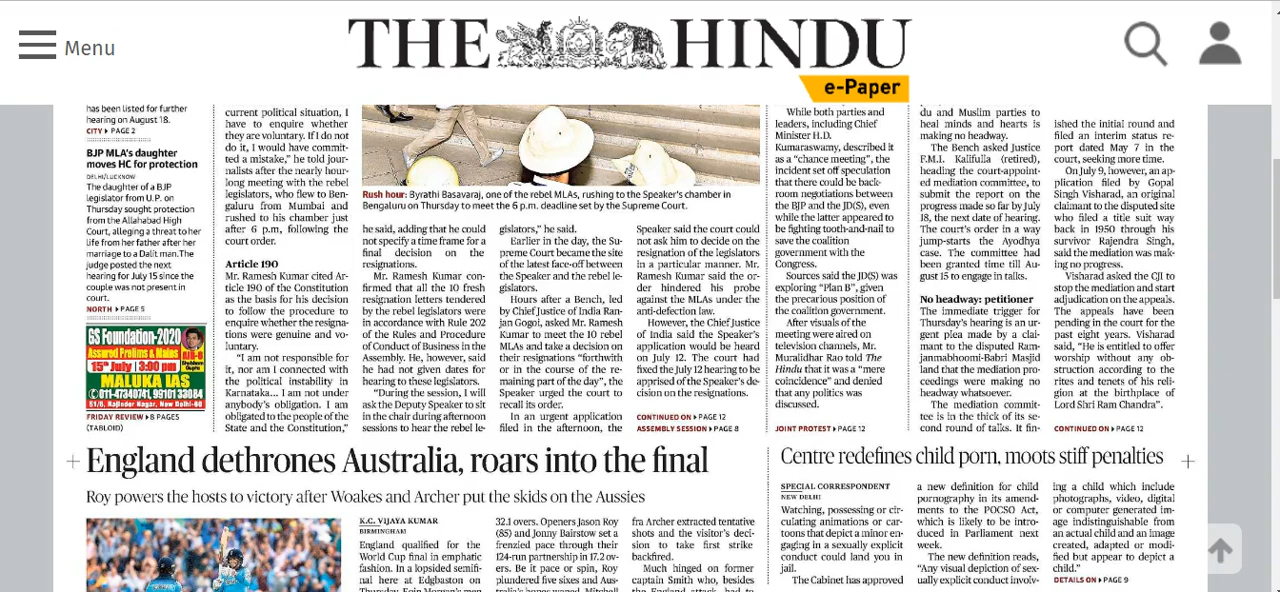 Menu
THE HINDU
e-Paper
has been listed for further
hearing on August 18.
CITY ▸ PAGE 2
BJP MLA's daughter
moves HC for protection
DELHI/LUCKNOW
The daughter of a BJP
legislator from U.P. on
Thursday sought protection
from the Allahabad High
Court, alleging a threat to her
life from her father after her
marriage to a Dalit man. The
judge posted the next
hearing for July 15 since the
couple was not present in
court.
NORTH ▸ PAGE 5
GS Foundation-2020
Assured Prelims & Mains
15th July | 3:00 pm
MALUKA IAS
011-47340741, 99101 33084
51/5, Rajinder Nagar, New Delhi-60
FRIDAY REVIEW ▸ 8 PAGES
(TABLOID)
current political situation, I
have to enquire whether
they are voluntary. If I do not
do it, I would have commit-
ted a mistake," he told jour-
nalists after the nearly hour-
long meeting with the rebel
legislators, who flew to Ben-
galuru from Mumbai and
rushed to his chamber just
after 6 p.m, following the
court order.
Article 190
Mr. Ramesh Kumar cited Ar-
ticle 190 of the Constitution
as the basis for his decision
to follow the procedure to
enquire whether the resigna-
tions were genuine and vo-
luntary.
"I am not responsible for
it, nor am I connected with
the political instability in
Karnataka... I am not under
anybody's obligation. I am
obligated to the people of the
State and the Constitution,"
Rush hour: Byrathi Basavaraj, one of the rebel MLAs, rushing to the Speaker's chamber in
Bengaluru on Thursday to meet the 6 p.m. deadline set by the Supreme Court.
he said, adding that he could
not specify a time frame for a
final decision on the
resignations.
Mr. Ramesh Kumar con-
firmed that all the 10 fresh
resignation letters tendered
by the rebel legislators were
in accordance with Rule 202
of the Rules and Procedure
of Conduct of Business in the
Assembly. He, however, said
he had not given dates for
hearing to these legislators.
"During the session, I will
ask the Deputy Speaker to sit
in the chair during afternoon
sessions to hear the rebel le-
gislators," he said.
Earlier in the day, the Su-
preme Court became the site
of the latest face-off between
the Speaker and the rebel le-
gislators.
Hours after a Bench, led
by Chief Justice of India Ran-
jan Gogoi, asked Mr. Ramesh
Kumar to meet the 10 rebel
MLAs and take a decision on
their resignations "forthwith
or in the course of the re-
maining part of the day", the
Speaker urged the court to
recall its order.
In an urgent application
filed in the afternoon, the
Speaker said the court could
not ask him to decide on the
resignation of the legislators
in a particular manner. Mr.
Ramesh Kumar said the or-
der hindered his probe
against the MLAs under the
anti-defection law.
However, the Chief Justice
of India said the Speaker's
application would be heard
on July 12. The court had
fixed the July 12 hearing to be
apprised of the Speaker's de-
cision on the resignations.
CONTINUED ON ▸ PAGE 12
ASSEMBLY SESSION ▸ PAGE 8
While both parties and
leaders, including Chief
Minister H.D.
Kumaraswamy, described it
as a "chance meeting", the
incident set off speculation
that there could be back-
room negotiations between
the BJP and the JD(S), even
while the latter appeared to
be fighting tooth-and-nail to
save the coalition
government with the
Congress.
Sources said the JD(S) was
exploring "Plan B", given
the precarious position of
the coalition government.
After visuals of the
meeting were aired on
television channels, Mr.
Muralidhar Rao told The
Hindu that it was a "mere
coincidence" and denied
that any politics was
discussed.
JOINT PROTEST ▸ PAGE 12
du and Muslim parties to
heal minds and hearts is
making no headway.
The Bench asked Justice
F.M.I. Kalifulla (retired),
heading the court-appoint-
ed mediation committee, to
submit the report on the
progress made so far by July
18, the next date of hearing.
The court's order in a way
jump-starts the Ayodhya
case. The committee had
been granted time till Au-
gust 15 to engage in talks.
No headway: petitioner
The immediate trigger for
Thursday's hearing is an ur-
gent plea made by a clai-
mant to the disputed Ram-
janmabhoomi-Babri Masjid
land that the mediation pro-
ceedings were making no
headway whatsoever.
The mediation commit-
tee is in the thick of its se-
cond round of talks. It fin-
ished the initial round and
filed an interim status re-
port dated May 7 in the
court, seeking more time.
On July 9, however, an ap-
plication filed by Gopal
Singh Visharad, an original
claimant to the disputed site
who filed a title suit way
back in 1950 through his
survivor Rajendra Singh,
said the mediation was mak-
ing no progress.
Visharad asked the CJI to
stop the mediation and start
adjudication on the appeals.
The appeals have been
pending in the court for the
past eight years. Visharad
said, "He is entitled to offer
worship without any ob-
struction according to the
rites and tenets of his reli-
gion at the birthplace of
Lord Shri Ram Chandra".
CONTINUED ON ▸ PAGE 12
England dethrones Australia, roars into the final
Roy powers the hosts to victory after Woakes and Archer put the skids on the Aussies
K.C. VIJAYA KUMAR
BIRMINGHAM
England qualified for the
World Cup final in emphatic
fashion. In a lopsided semifi-
nal here at Edgbaston on
Thursday, Eoin Morgan's men
32.1 overs. Openers Jason Roy
(85) and Jonny Bairstow set a
frenzied pace through their
124-run partnership in 17.2 ov-
ers. Be it pace or spin, Roy
plundered five sixes and Aus-
tralia's hopes waned. Mitchell
fra Archer extracted tentative
shots and the visitor's deci-
sion to take first strike
backfired.
Much hinged on former
captain Smith who, besides
the England attack, had to
Centre redefines child porn, moots stiff penalties
SPECIAL CORRESPONDENT
NEW DELHI
Watching, possessing or cir-
culating animations or car-
toons that depict a minor en-
gaging in a sexually explicit
conduct could land you in
jail.
The Cabinet has approved
a new definition for child
pornography in its amend-
ments to the POCSO Act,
which is likely to be intro-
duced in Parliament next
week.
The new definition reads,
"Any visual depiction of sex-
ually explicit conduct involv-
ing a child which include
photographs, video, digital
or computer generated im-
age indistinguishable from
an actual child and an image
created, adapted or modi-
fied but appear to depict a
child."
DETAILS ON ▸ PAGE 9